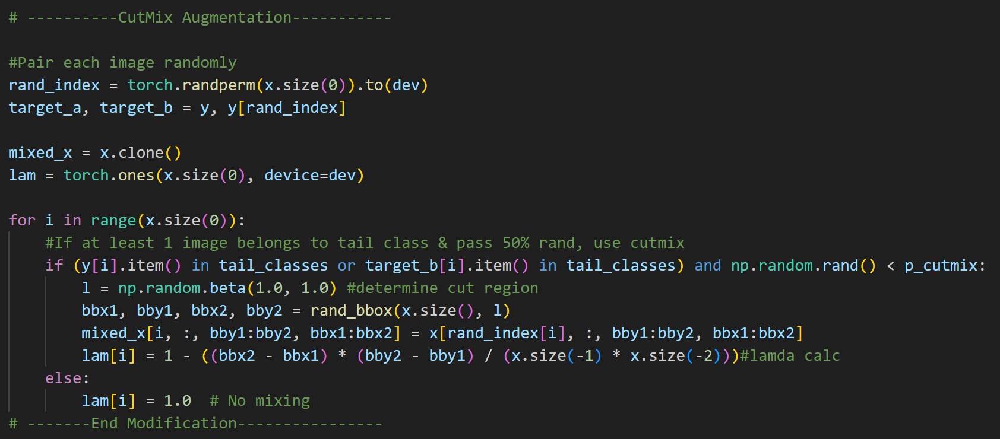 # ----------CutMix Augmentation-----------
#Pair each image randomly
rand_index = torch.randperm(x.size(0)).to(dev)
target_a, target_b = y, y[rand_index]
mixed_x = x.clone()
lam = torch.ones(x.size(0), device=dev)
for i in range(x.size(0)):
    #If at least 1 image belongs to tail class & pass 50% rand, use cutmix
    if (y[i].item() in tail_classes or target_b[i].item() in tail_classes) and np.random.rand() < p_cutmix:
        l = np.random.beta(1.0, 1.0) #determine cut region
        bbx1, bby1, bbx2, bby2 = rand_bbox(x.size(), l)
        mixed_x[i, :, bby1:bby2, bbx1:bbx2] = x[rand_index[i], :, bby1:bby2, bbx1:bbx2]
        lam[i] = 1 - ((bbx2 - bbx1) * (bby2 - bby1) / (x.size(-1) * x.size(-2)))#lamda calc
    else:
        lam[i] = 1.0  # No mixing
# -------End Modification----------------